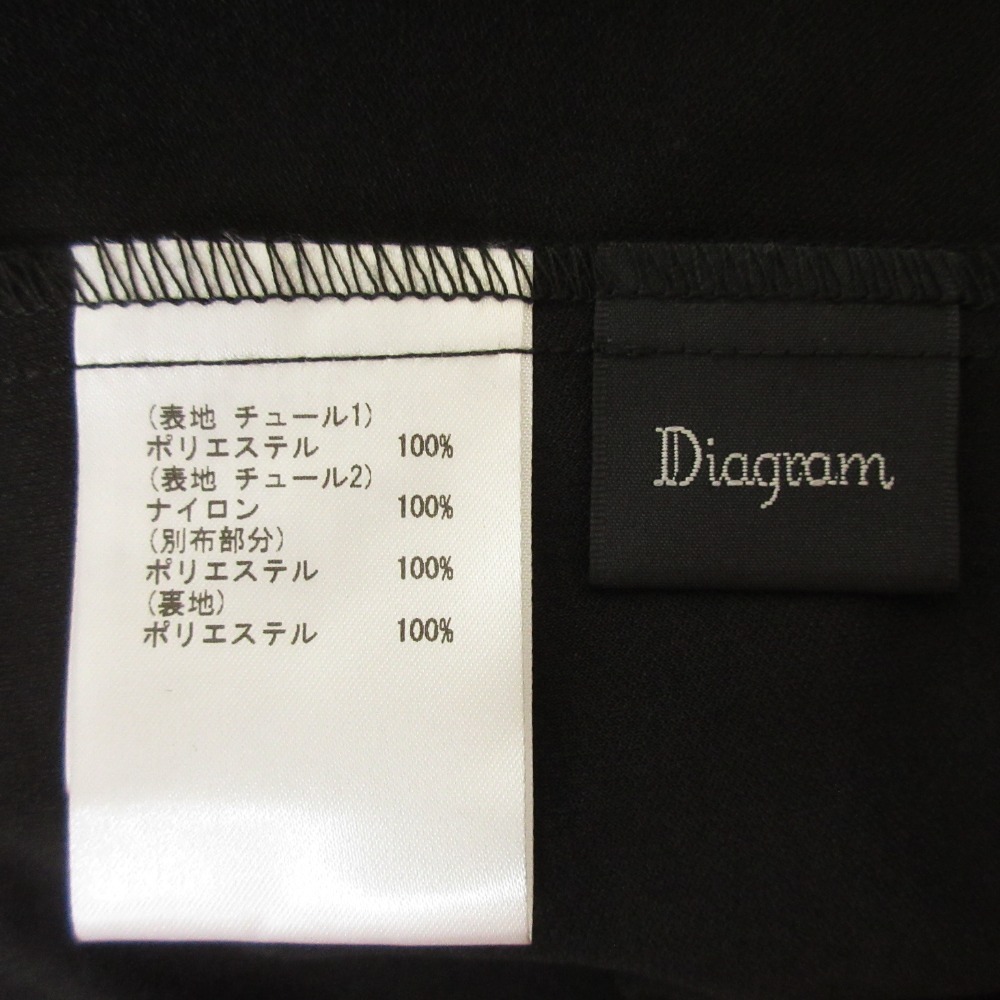 (表地 チュール1)
ポリエステル 100%
(表地 チュール2)
ナイロン 100%
(別布部分)
ポリエステル 100%
(裏地)
ポリエステル 100%
Diagram